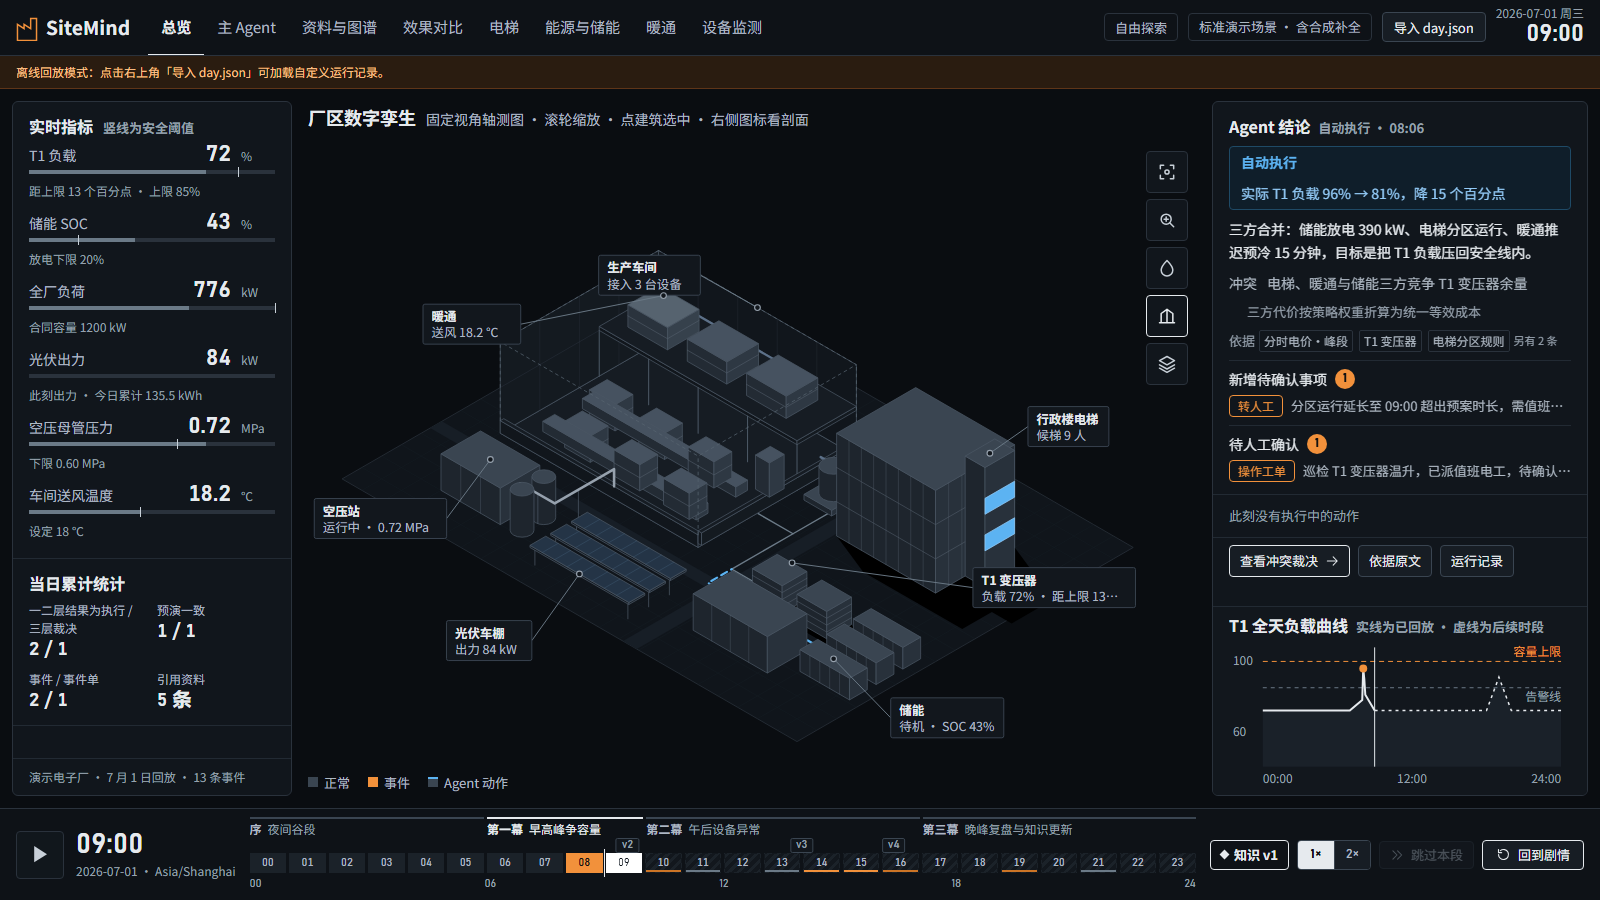 SiteMind
总览
主 Agent
资料与图谱
效果对比
电梯
能源与储能
暖通
设备监测
自由探索
标准演示场景 · 含合成补全
导入 day.json
2026-07-01 周三
09:00
离线回放模式：点击右上角「导入 day.json」可加载自定义运行记录。
实时指标 竖线为安全阈值
T1 负载 72 %
距上限 13 个百分点 · 上限 85%
储能 SOC 43 %
放电下限 20%
全厂负荷 776 kW
合同容量 1200 kW
光伏出力 84 kW
此刻出力 · 今日累计 135.5 kWh
空压母管压力 0.72 MPa
下限 0.60 MPa
车间送风温度 18.2 °C
设定 18 °C
当日累计统计
一二层结果为执行 /
三层裁决
2 / 1
预演一致
1 / 1
事件 / 事件单
2 / 1
引用资料
5 条
演示电子厂 · 7 月 1 日回放 · 13 条事件
厂区数字孪生 固定视角轴测图 · 滚轮缩放 · 点建筑选中 · 右侧图标看剖面
生产车间
接入 3 台设备
暖通
送风 18.2 °C
行政楼电梯
候梯 9 人
空压站
运行中 · 0.72 MPa
T1 变压器
负载 72% · 距上限 13…
光伏车棚
出力 84 kW
储能
待机 · SOC 43%
正常
事件
Agent 动作
Agent 结论 自动执行 · 08:06
自动执行
实际 T1 负载 96% → 81%，降 15 个百分点
三方合并：储能放电 390 kW、电梯分区运行、暖通推
迟预冷 15 分钟，目标是把 T1 负载压回安全线内。
冲突 电梯、暖通与储能三方竞争 T1 变压器余量
三方代价按策略权重折算为统一等效成本
依据 分时电价 · 峰段 T1 变压器 电梯分区规则 另有 2 条
新增待确认事项 1
转人工 分区运行延长至 09:00 超出预案时长，需值班…
待人工确认 1
操作工单 巡检 T1 变压器温升，已派值班电工，待确认…
此刻没有执行中的动作
查看冲突裁决 →
依据原文
运行记录
T1 全天负载曲线 实线为已回放 · 虚线为后续时段
容量上限
100
告警线
60
00:00 12:00 24:00
09:00
2026-07-01 · Asia/Shanghai
序 夜间谷段
第一幕 早高峰争容量
第二幕 午后设备异常
第三幕 晚峰复盘与知识更新
v2 v3 v4
00 01 02 03 04 05 06 07 08 09 10 11 12 13 14 15 16 17 18 19 20 21 22 23
00 06 12 18 24
知识 v1
1× 2×
跳过本段
回到剧情